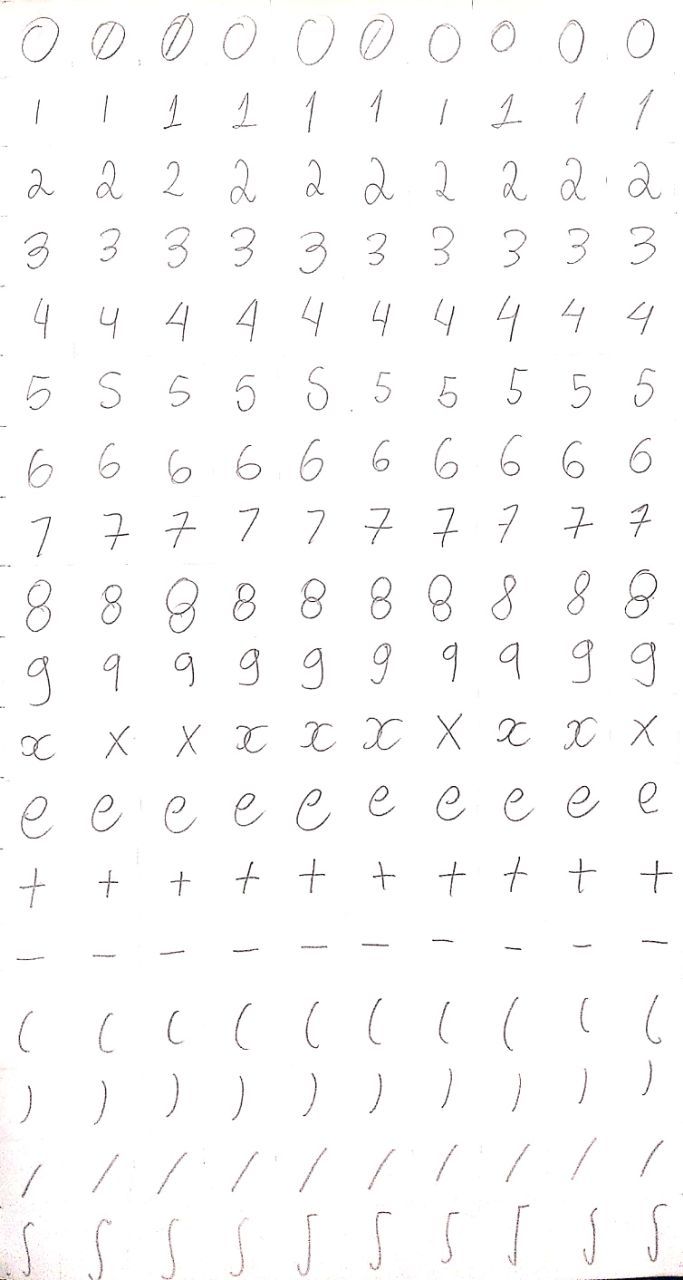 0 0 0 0 0 0 0 0 0 0
1 1 1 1 1 1 1 1 1 1
2 2 2 2 2 2 2 2 2 2
3 3 3 3 3 3 3 3 3 3
4 4 4 4 4 4 4 4 4 4
5 5 5 5 5 5 5 5 5 5
6 6 6 6 6 6 6 6 6 6
7 7 7 7 7 7 7 7 7 7
8 8 8 8 8 8 8 8 8 8
9 9 9 9 9 9 9 9 9 9
x x x x x x x x x x
e e e e e e e e e e
+ + + + + + + + + +
- - - - - - - - - -
( ( ( ( ( ( ( ( ( (
) ) ) ) ) ) ) ) ) )
/ / / / / / / / / /
∫ ∫ ∫ ∫ ∫ ∫ ∫ ∫ ∫ ∫